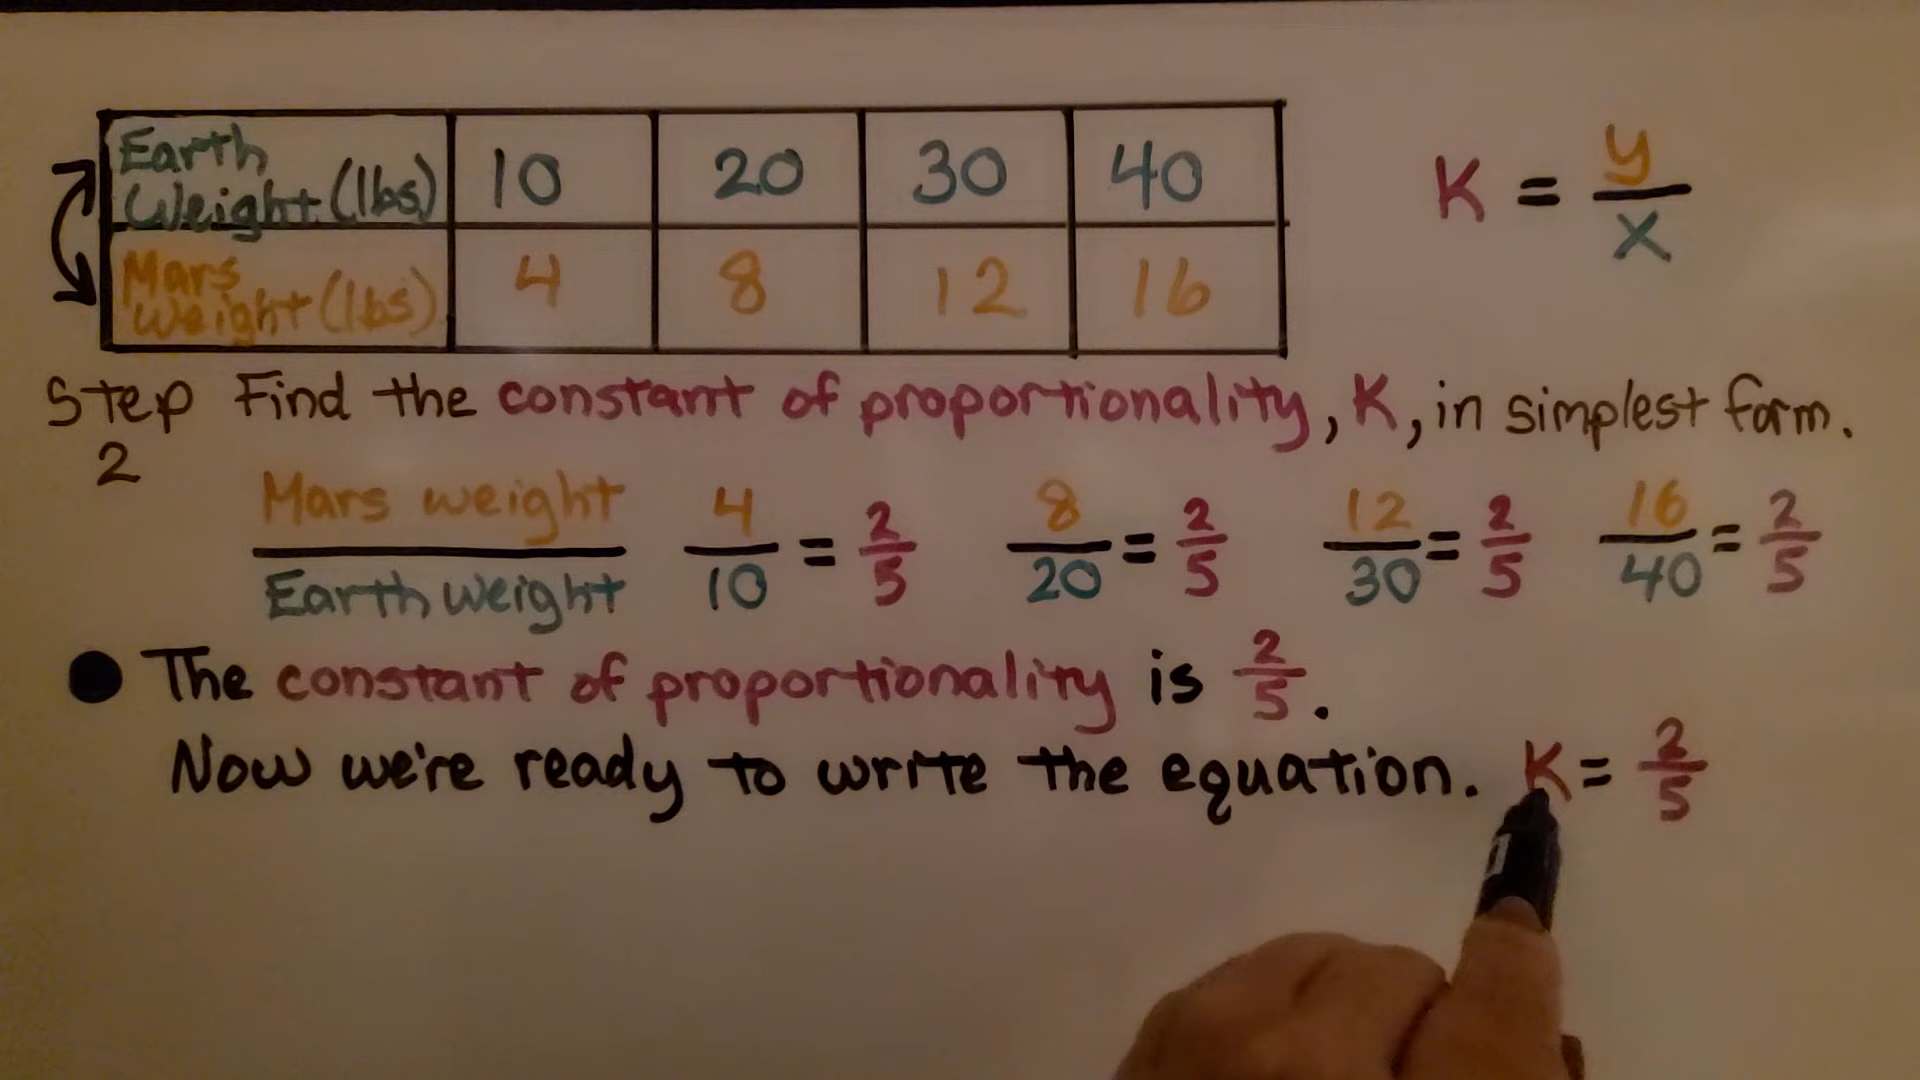 Earth Weight (lbs) 10 20 30 40
Mars Weight (lbs) 4 8 12 16
K = y/x
Step 2 Find the constant of proportionality, K, in simplest form.
Mars weight/Earth weight 4/10 = 2/5 8/20 = 2/5 12/30 = 2/5 16/40 = 2/5
● The constant of proportionality is 2/5.
Now we're ready to write the equation. K = 2/5